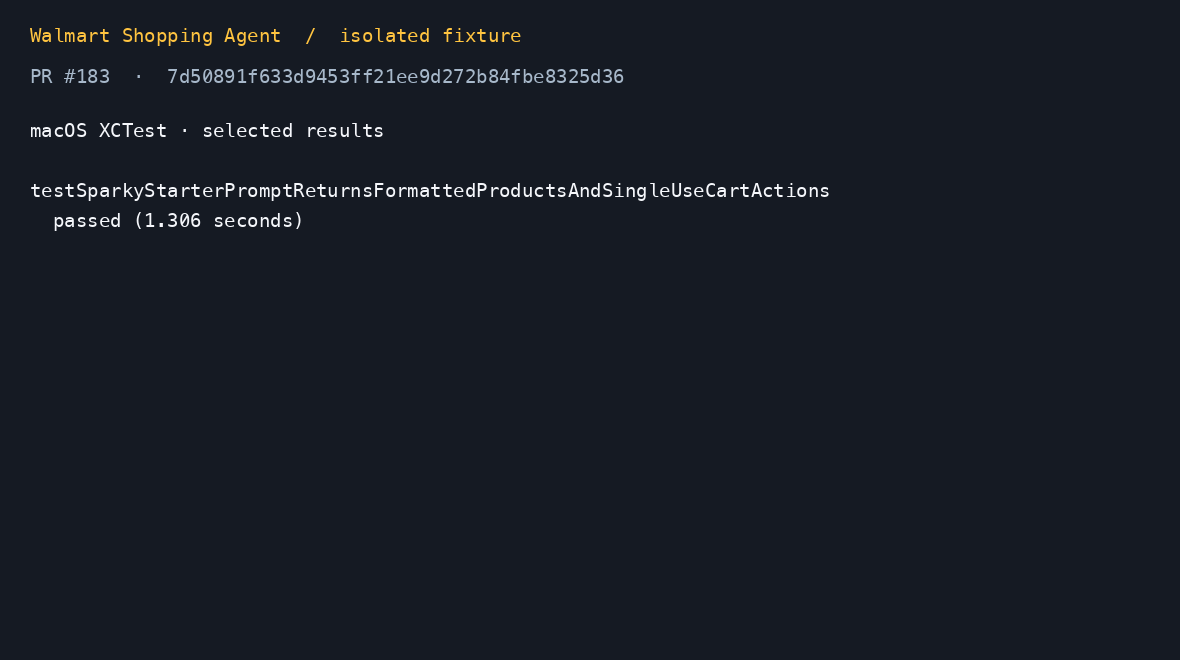 Walmart Shopping Agent / isolated fixture
PR #183 · 7d50891f633d9453ff21ee9d272b84fbe8325d36
macOS XCTest · selected results
testSparkyStarterPromptReturnsFormattedProductsAndSingleUseCartActions
passed (1.306 seconds)